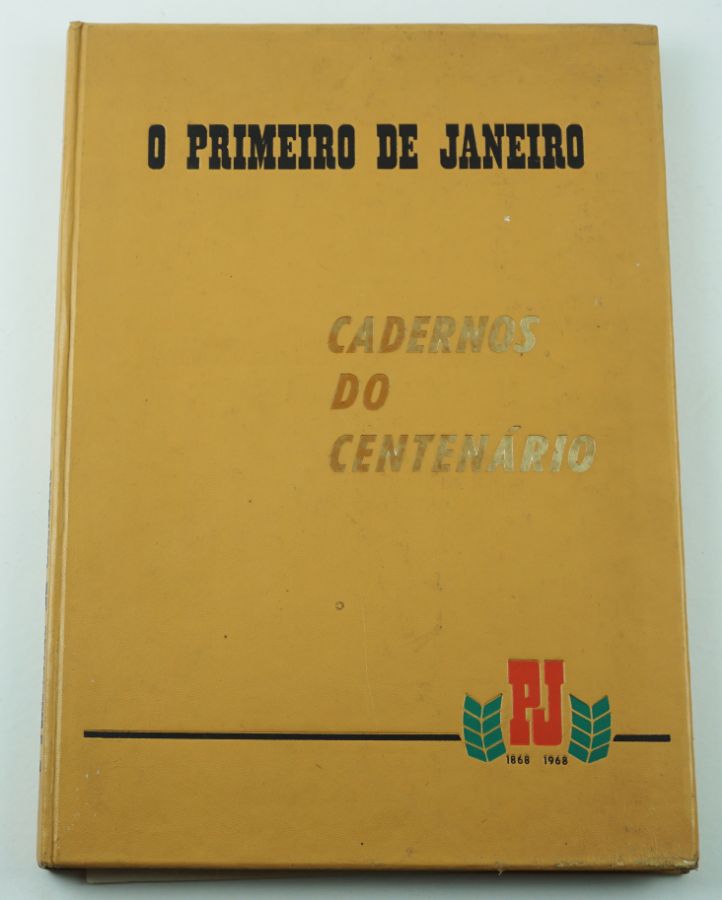 O PRIMEIRO DE JANEIRO
CADERNOS
DO
CENTENÁRIO
PJ
1868 1968